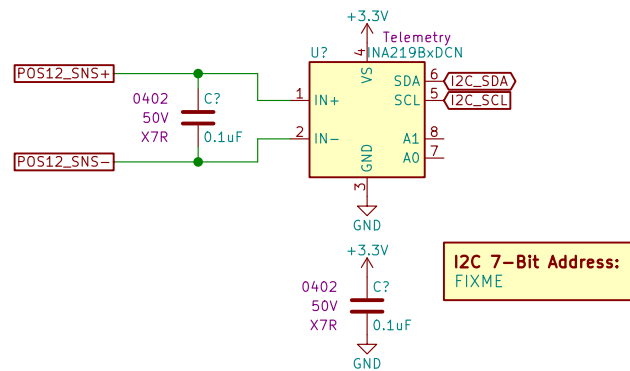 +3.3V
Telemetry
U?
INA219BxDCN
4
VS
POS12_SNS+
0402
C?
50V
X7R
0.1uF
POS12_SNS-
1
IN+
2
IN-
SDA
6
I2C_SDA
SCL
5
I2C_SCL
A1
8
A0
7
GND
3
GND
+3.3V
0402
C?
50V
X7R
0.1uF
GND
I2C 7-Bit Address:
FIXME